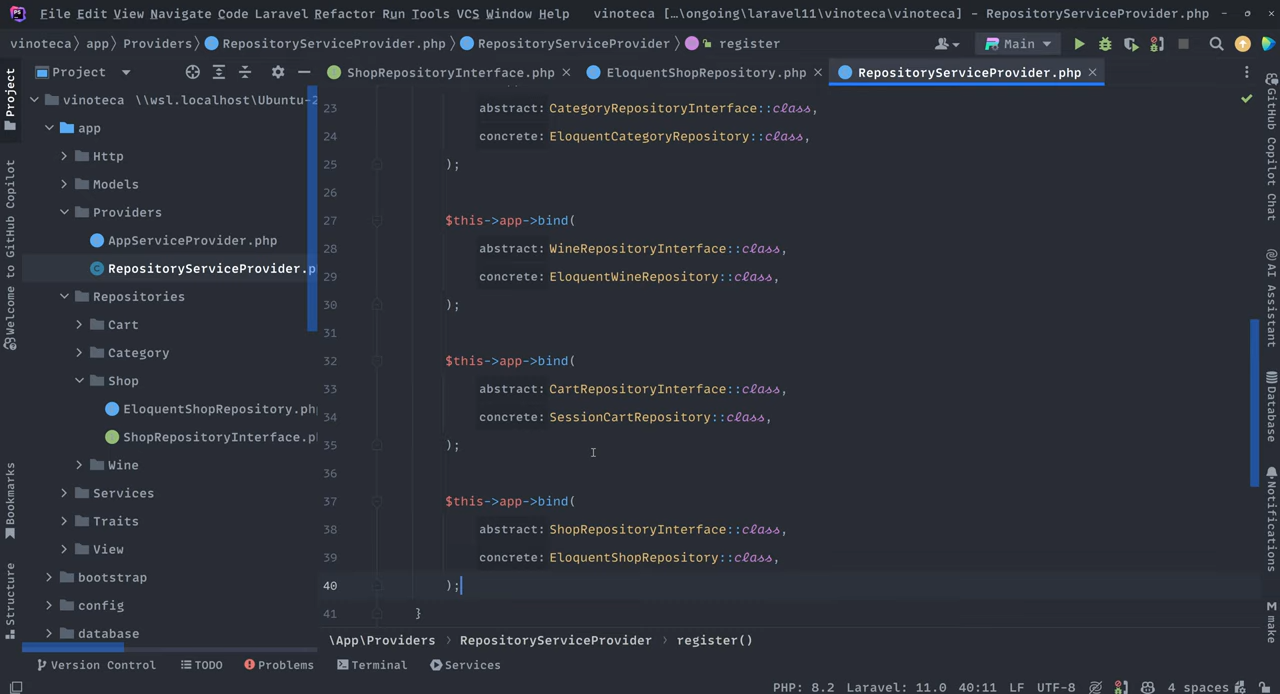 File Edit View Navigate Code Laravel Refactor Run Tools VCS Window Help vinoteca [...\ongoing\laravel11\vinoteca\vinoteca] - RepositoryServiceProvider.php
vinoteca app Providers RepositoryServiceProvider.php RepositoryServiceProvider register
Main
Project
ShopRepositoryInterface.php
EloquentShopRepository.php
RepositoryServiceProvider.php
Project
Welcome to GitHub Copilot
Bookmarks
Structure
vinoteca \\wsl.localhost\Ubuntu-2
app
Http
Models
Providers
AppServiceProvider.php
RepositoryServiceProvider.p
Repositories
Cart
Category
Shop
EloquentShopRepository.ph
ShopRepositoryInterface.p
Wine
Services
Traits
View
bootstrap
config
database
23 abstract: CategoryRepositoryInterface::class,
24 concrete: EloquentCategoryRepository::class,
25 );
26
27 $this->app->bind(
28 abstract: WineRepositoryInterface::class,
29 concrete: EloquentWineRepository::class,
30 );
31
32 $this->app->bind(
33 abstract: CartRepositoryInterface::class,
34 concrete: SessionCartRepository::class,
35 );
36
37 $this->app->bind(
38 abstract: ShopRepositoryInterface::class,
39 concrete: EloquentShopRepository::class,
40 );
41 }
\App\Providers > RepositoryServiceProvider > register()
GitHub Copilot Chat
AI Assistant
Database
Notifications
make
Version Control TODO Problems Terminal Services
PHP: 8.2 Laravel: 11.0 40:11 LF UTF-8 4 spaces